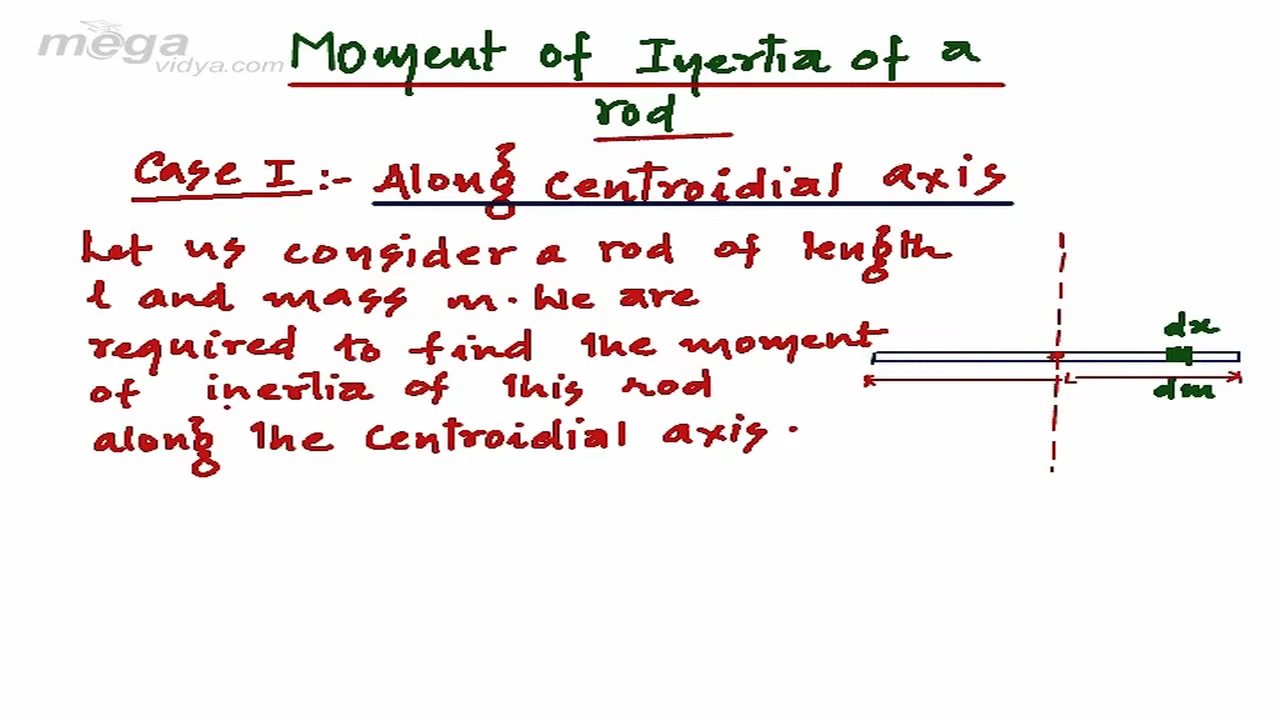 mega
vidya.com
Moment of Inertia of a
rod
Case I :- Along centroidial axis
Let us consider a rod of length
l and mass m. We are
required to find the moment
of inertia of this rod
along the centroidial axis.
dx
dm